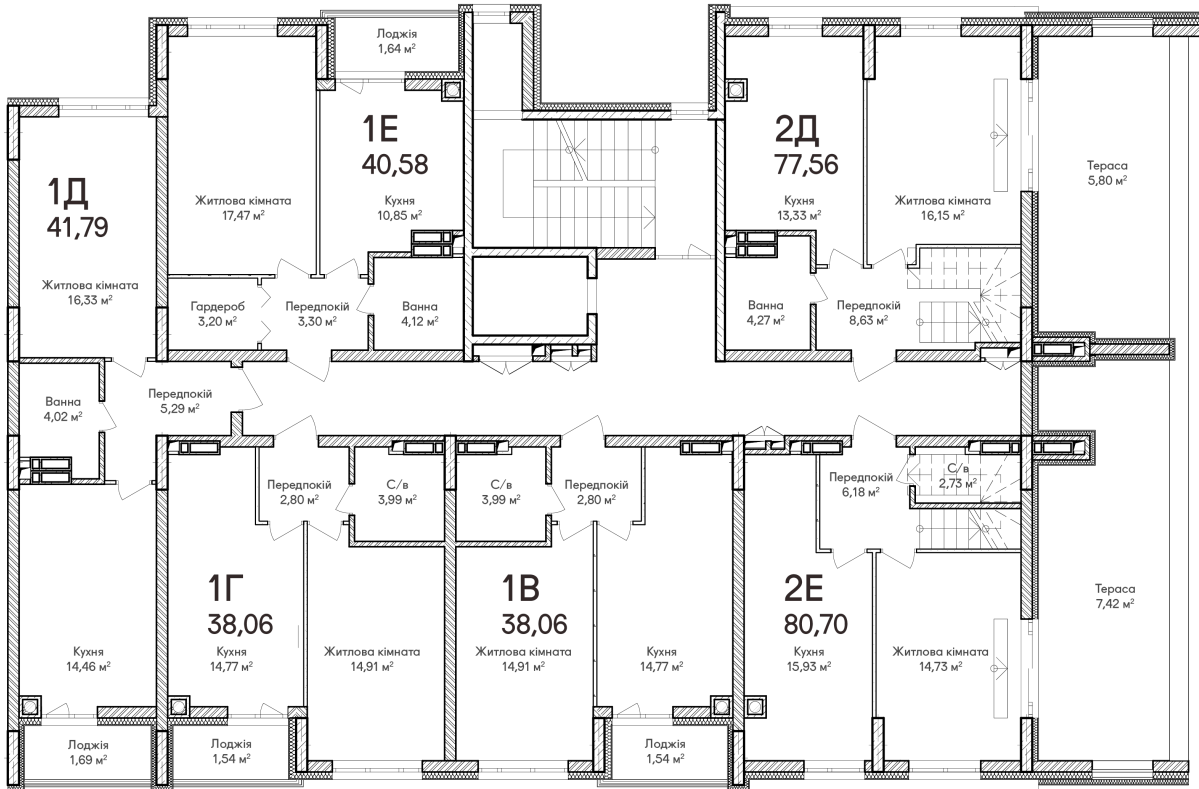 Лоджія
1,64 м²
1Е
40,58
Кухня
10,85 м²
Житлова кімната
17,47 м²
1Д
41,79
Житлова кімната
16,33 м²
Гардероб
3,20 м²
Передпокій
3,30 м²
Ванна
4,12 м²
2Д
77,56
Кухня
13,33 м²
Житлова кімната
16,15 м²
Тераса
5,80 м²
Ванна
4,27 м²
Передпокій
8,63 м²
Ванна
4,02 м²
Передпокій
5,29 м²
Передпокій
2,80 м²
С/в
3,99 м²
С/в
3,99 м²
Передпокій
2,80 м²
Передпокій
6,18 м²
С/в
2,73 м²
Кухня
14,46 м²
1Г
38,06
Кухня
14,77 м²
Житлова кімната
14,91 м²
1В
38,06
Житлова кімната
14,91 м²
Кухня
14,77 м²
2Е
80,70
Кухня
15,93 м²
Житлова кімната
14,73 м²
Тераса
7,42 м²
Лоджія
1,69 м²
Лоджія
1,54 м²
Лоджія
1,54 м²